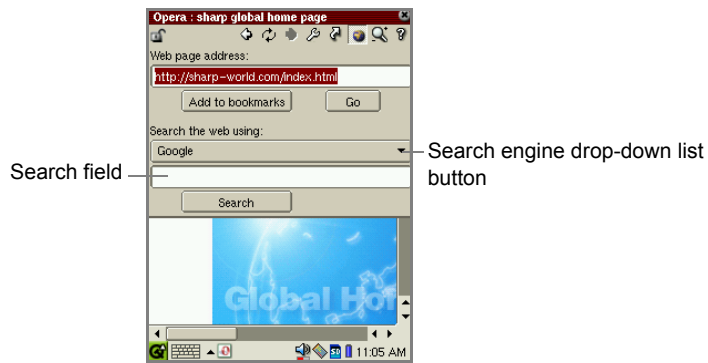 Opera : sharp global home page
Web page address:
http://sharp-world.com/index.html
Add to bookmarks Go
Search the web using:
Google
Search engine drop-down list
button
Search field
Search
Global Hor
11:05 AM